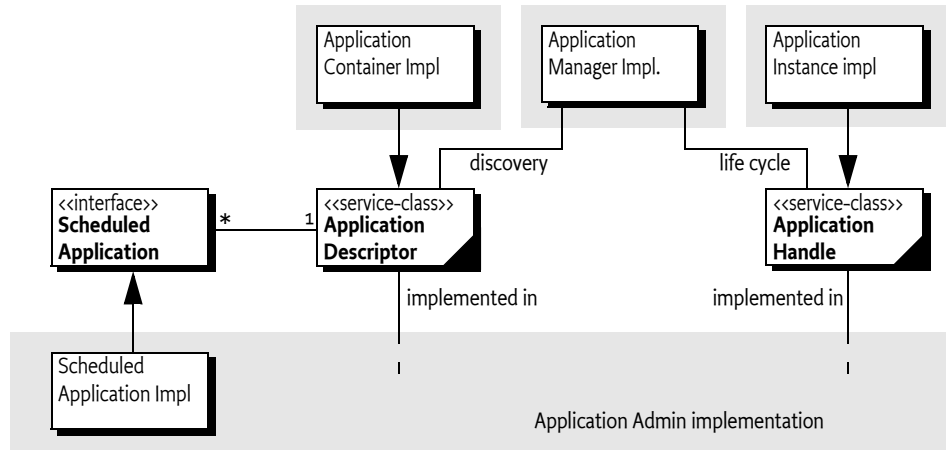 Application
Container Impl
Application
Manager Impl.
Application
Instance impl
discovery
life cycle
<<interface>>
Scheduled
Application
*
1
<<service-class>>
Application
Descriptor
<<service-class>>
Application
Handle
implemented in
implemented in
Scheduled
Application Impl
Application Admin implementation